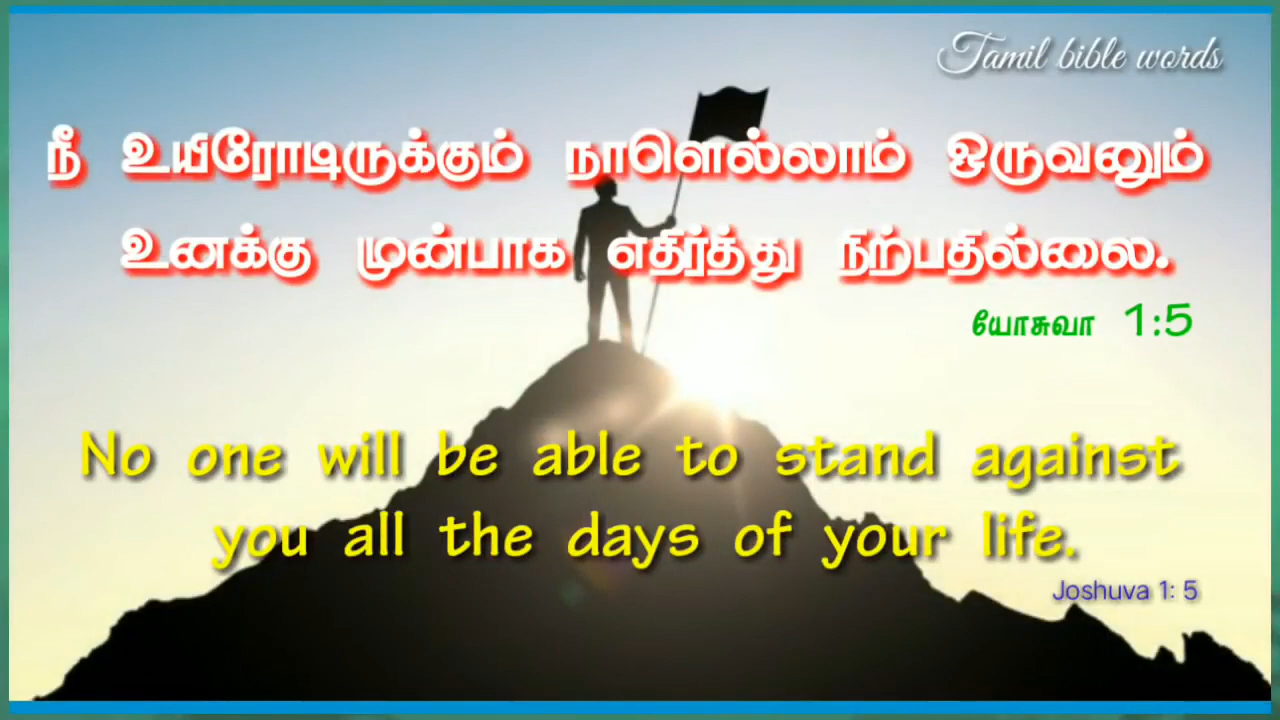 Tamil bible words
நீ உயிரோடிருக்கும் நாளெல்லாம் ஒருவனும்
உனக்கு முன்பாக எதிர்த்து நிற்பதில்லை.
யோசுவா 1:5
No one will be able to stand against
you all the days of your life.
Joshuva 1: 5